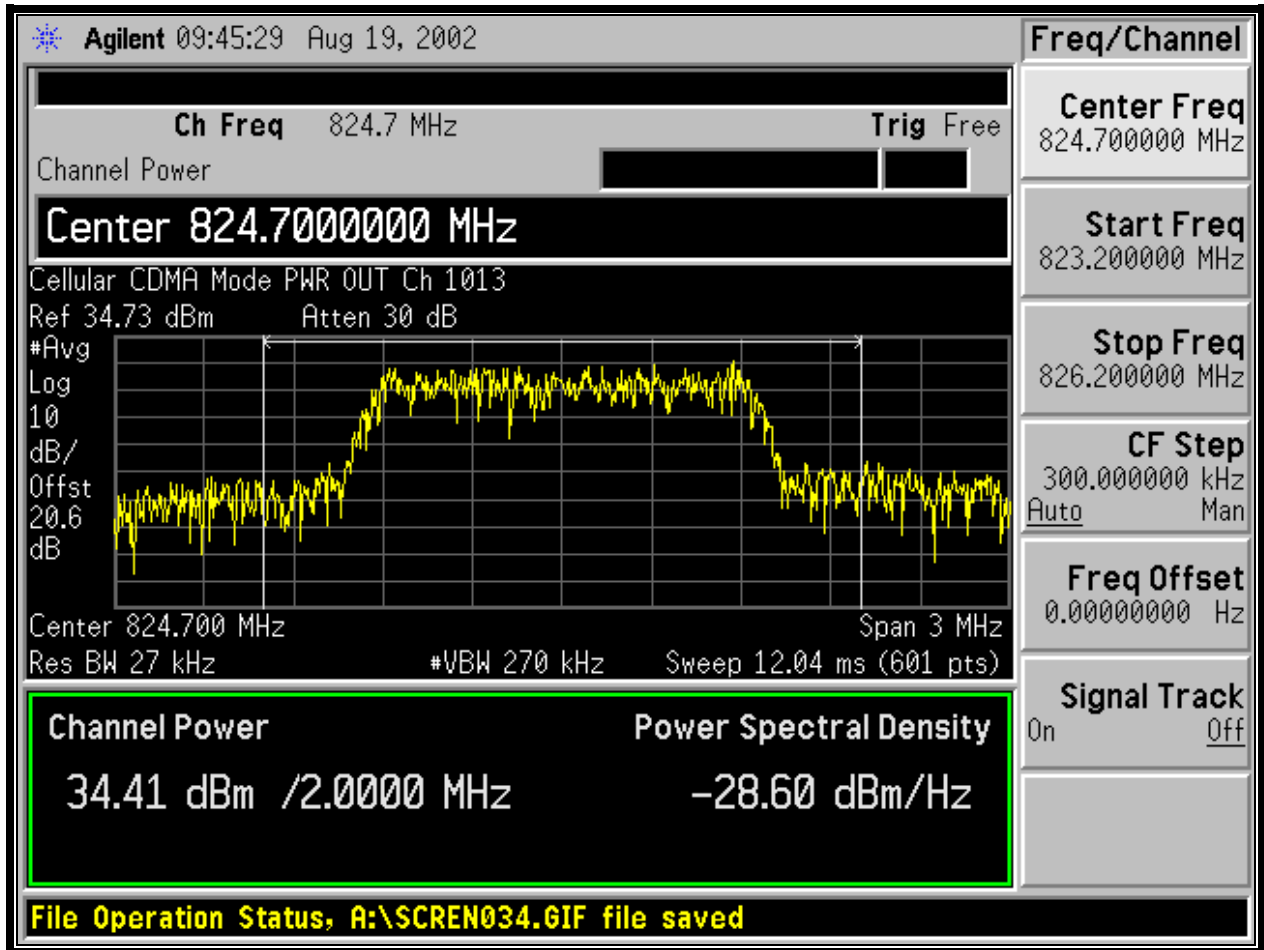 Agilent 09:45:29 Aug 19, 2002
Ch Freq 824.7 MHz Trig Free
Channel Power
Center 824.7000000 MHz
Cellular CDMA Mode PWR OUT Ch 1013
Ref 34.73 dBm Atten 30 dB
#Avg
Log
10
dB/
Offst
20.6
dB
Center 824.700 MHz Span 3 MHz
Res BW 27 kHz #VBW 270 kHz Sweep 12.04 ms (601 pts)
Channel Power Power Spectral Density
34.41 dBm /2.0000 MHz -28.60 dBm/Hz
File Operation Status, A:\SCREN034.GIF file saved
Freq/Channel
Center Freq
824.700000 MHz
Start Freq
823.200000 MHz
Stop Freq
826.200000 MHz
CF Step
300.000000 kHz
Auto Man
Freq Offset
0.00000000 Hz
Signal Track
On Off